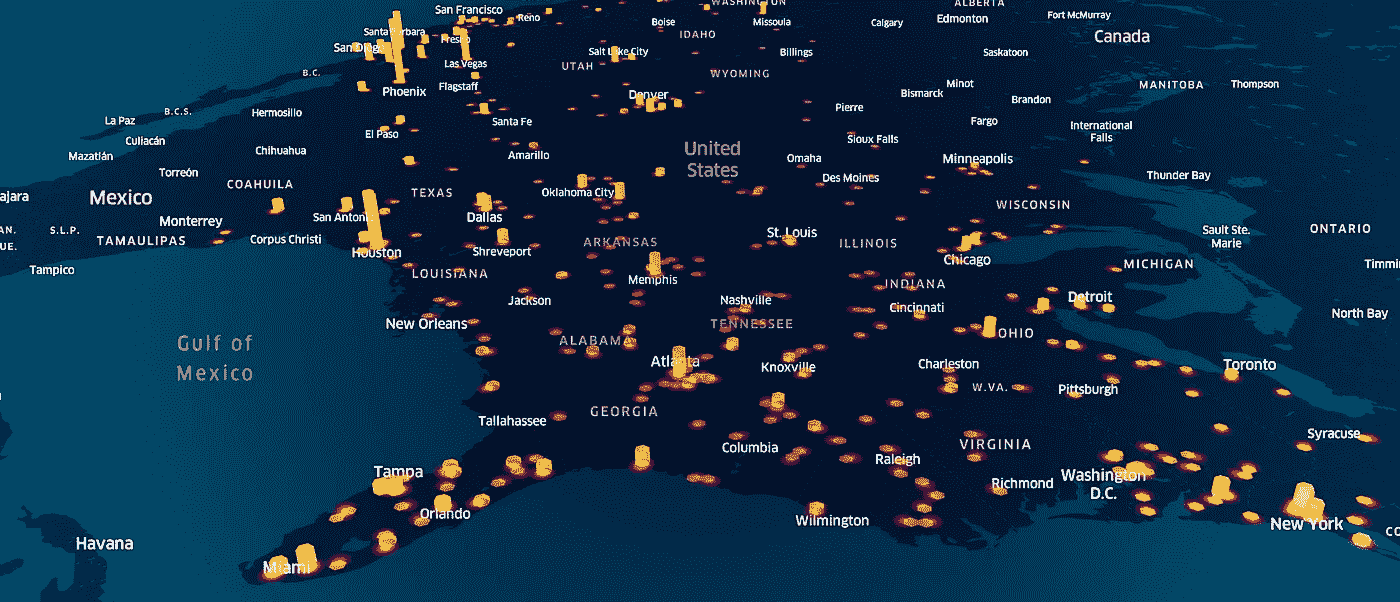 San Francisco
Reno
WASHINGTON
ALBERTA
Boise
Missoula
Calgary
Edmonton
Fort McMurray
Santa Barbara
Fresno
IDAHO
Canada
San Diego
Salt Lake City
Billings
Saskatoon
Las Vegas
UTAH
WYOMING
B.C.
Phoenix
Flagstaff
Denver
Minot
MANITOBA
Thompson
Bismarck
Brandon
B.C.S.
Hermosillo
Pierre
La Paz
Santa Fe
Fargo
International
Falls
El Paso
Culiacán
Sioux Falls
United
States
Mazatlán
Chihuahua
Amarillo
Omaha
Minneapolis
Torreón
Des Moines
Thunder Bay
COAHUILA
TEXAS
Oklahoma City
ajara
Mexico
WISCONSIN
Monterrey
San Anton
Dallas
AN.
S.L.P.
St. Louis
Sault Ste.
Marie
ONTARIO
UE.
TAMAULIPAS
Corpus Christi
ARKANSAS
ILLINOIS
Houston
Shreveport
Chicago
MICHIGAN
Timmi
Tampico
LOUISIANA
Memphis
INDIANA
Jackson
Nashville
Cincinnati
Detroit
North Bay
New Orleans
TENNESSEE
OHIO
Gulf of
Mexico
ALABAMA
Atlanta
Knoxville
Charleston
Toronto
W.VA.
Pittsburgh
GEORGIA
Tallahassee
Columbia
VIRGINIA
Syracuse
Raleigh
Tampa
Washington
D.C.
Richmond
Orlando
Wilmington
New York
CO
Havana
Miami